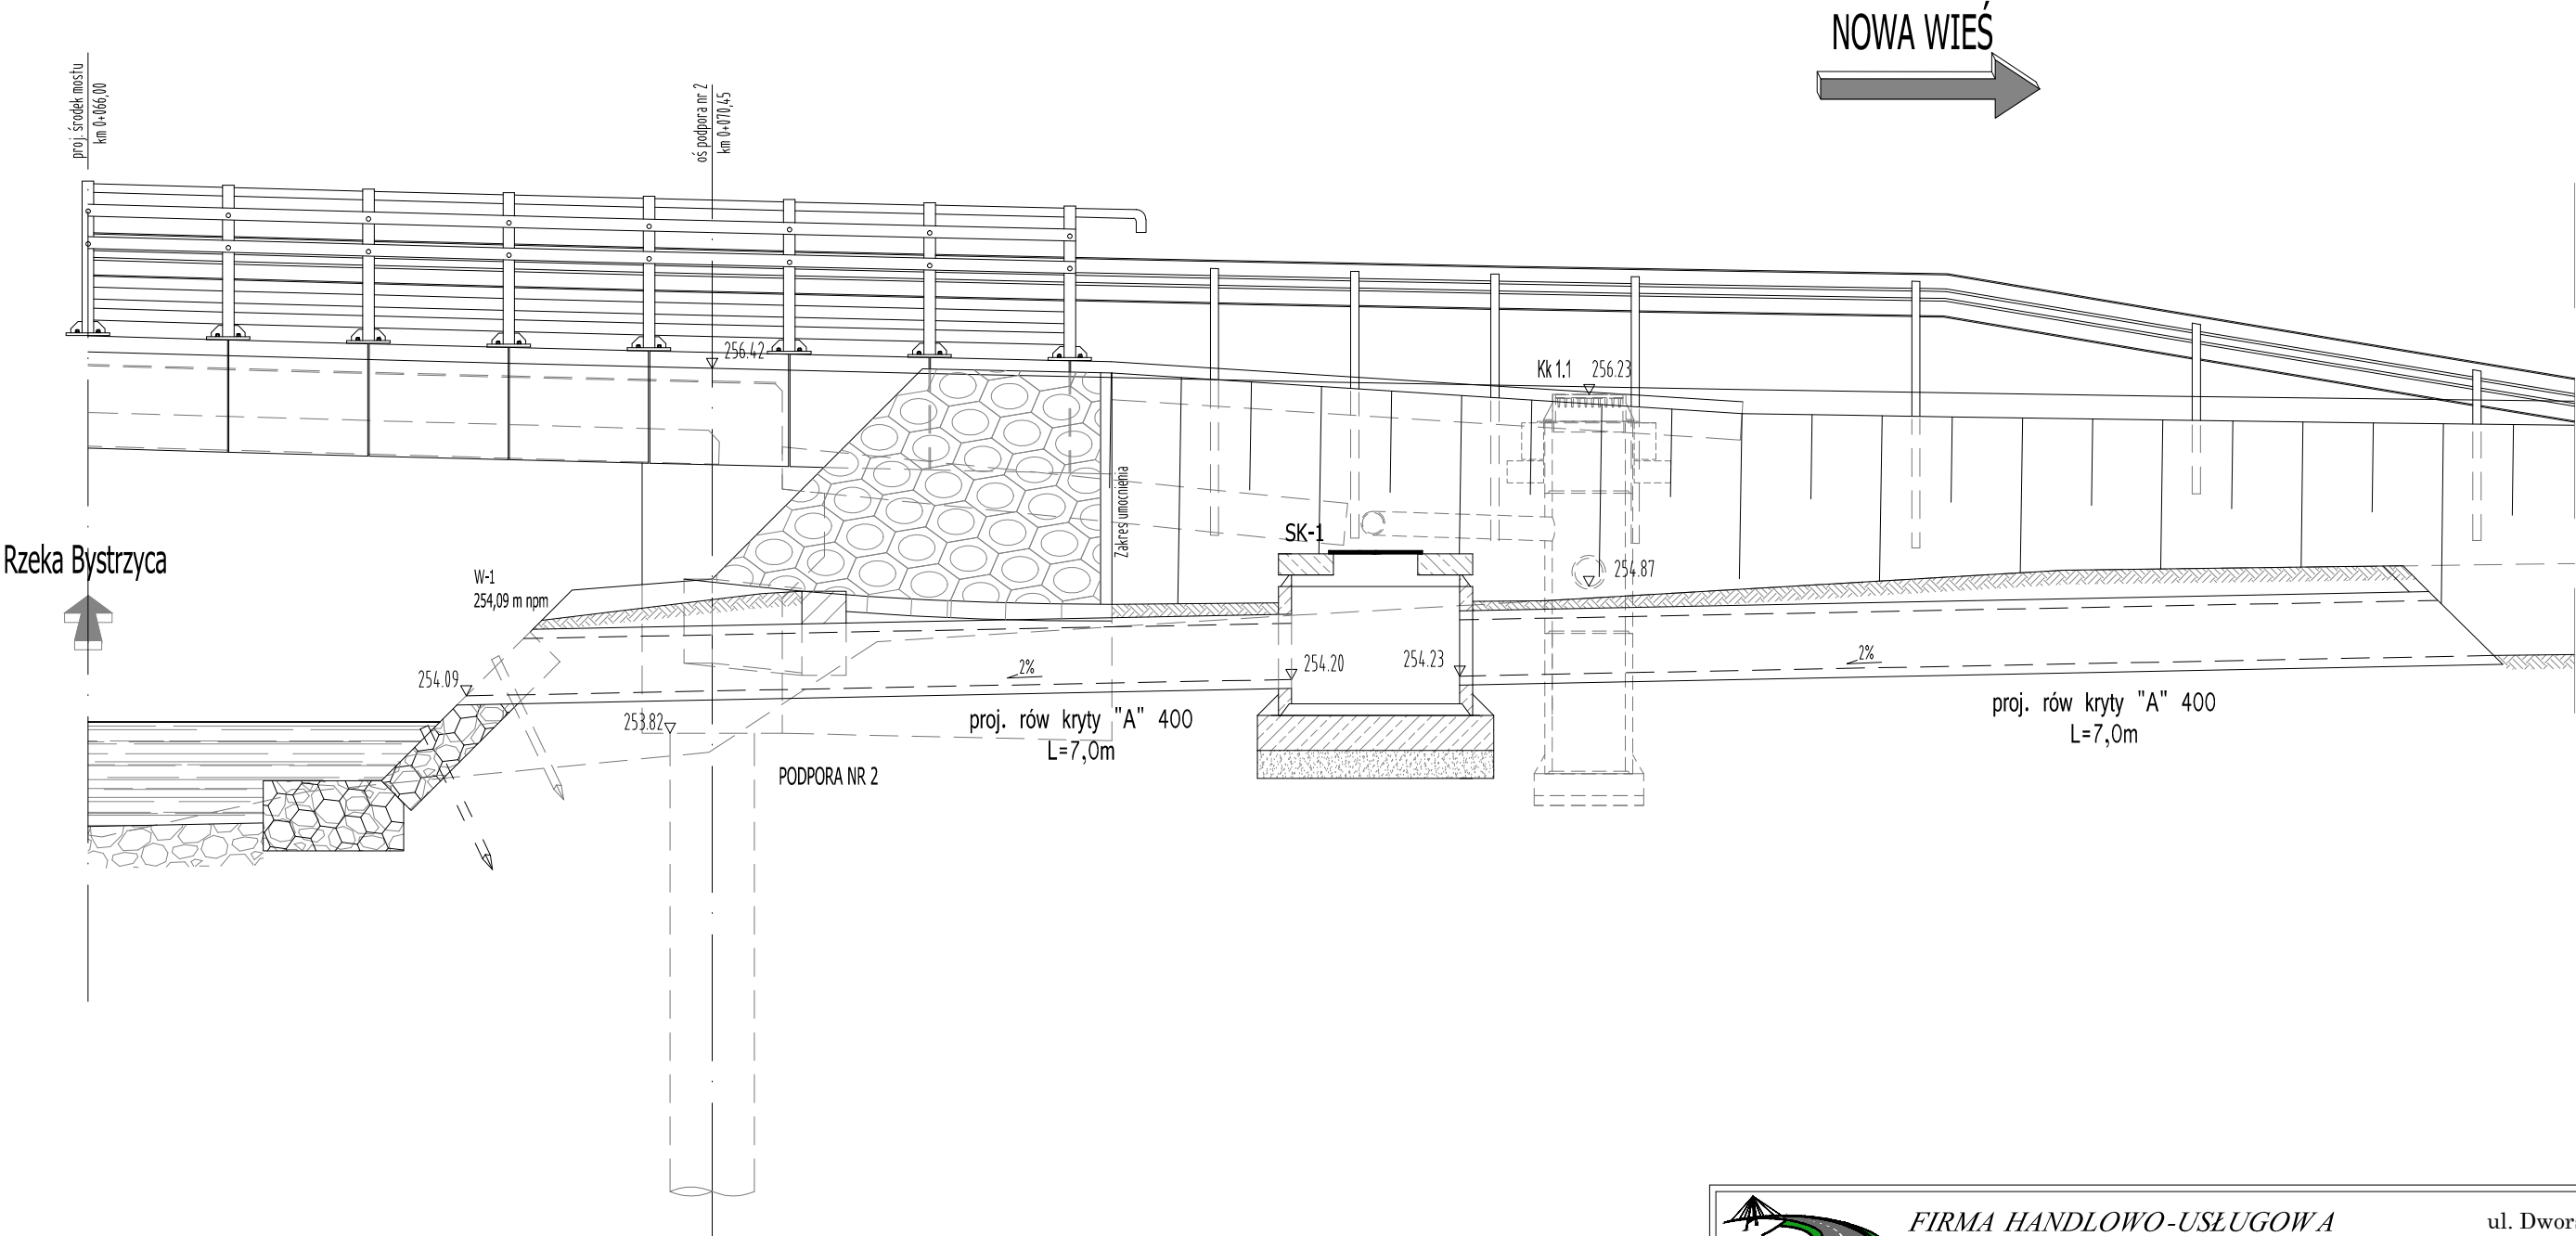 NOWA WIEŚ
proj. środek mostu
km 0+066,00
oś podpora nr 2
km 0+070,45
256.42
Kk 1.1 256.23
Zakres umocnienia
SK-1
Rzeka Bystrzyca
W-1
254,09 m npm
254.87
254.09
2%
254.20
254.23
2%
253.82
proj. rów kryty "A" 400
L=7,0m
proj. rów kryty "A" 400
L=7,0m
PODPORA NR 2
FIRMA HANDLOWO-USŁUGOWA
ul. Dwor